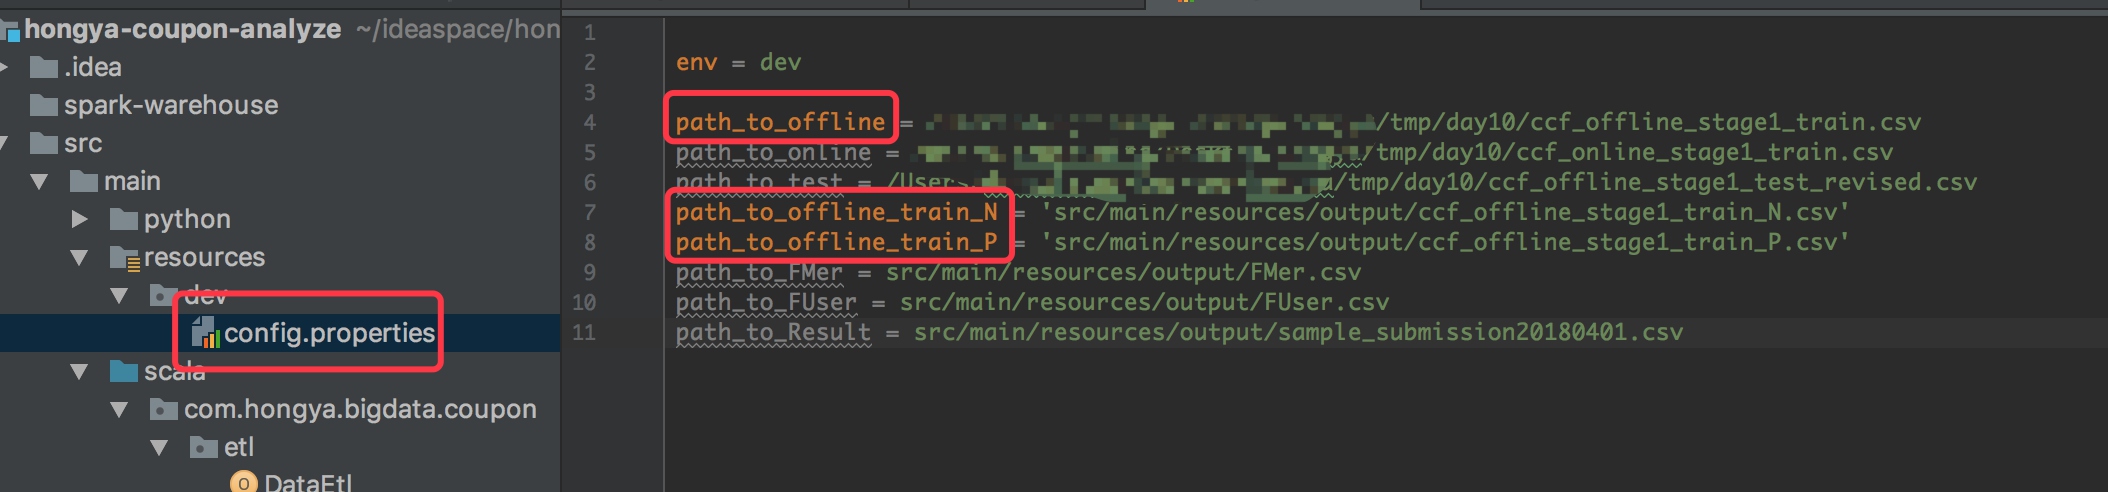 hongya-coupon-analyze ~/ideaspace/hon
.idea
spark-warehouse
src
main
python
resources
dev
config.properties
scala
com.hongya.bigdata.coupon
etl
DataEtl
1
2 env = dev
3
4 path_to_offline = /tmp/day10/ccf_offline_stage1_train.csv
5 path_to_online = /tmp/day10/ccf_online_stage1_train.csv
6 path_to_test = /User /tmp/day10/ccf_offline_stage1_test_revised.csv
7 path_to_offline_train_N = 'src/main/resources/output/ccf_offline_stage1_train_N.csv'
8 path_to_offline_train_P = 'src/main/resources/output/ccf_offline_stage1_train_P.csv'
9 path_to_FMer = src/main/resources/output/FMer.csv
10 path_to_FUser = src/main/resources/output/FUser.csv
11 path_to_Result = src/main/resources/output/sample_submission20180401.csv